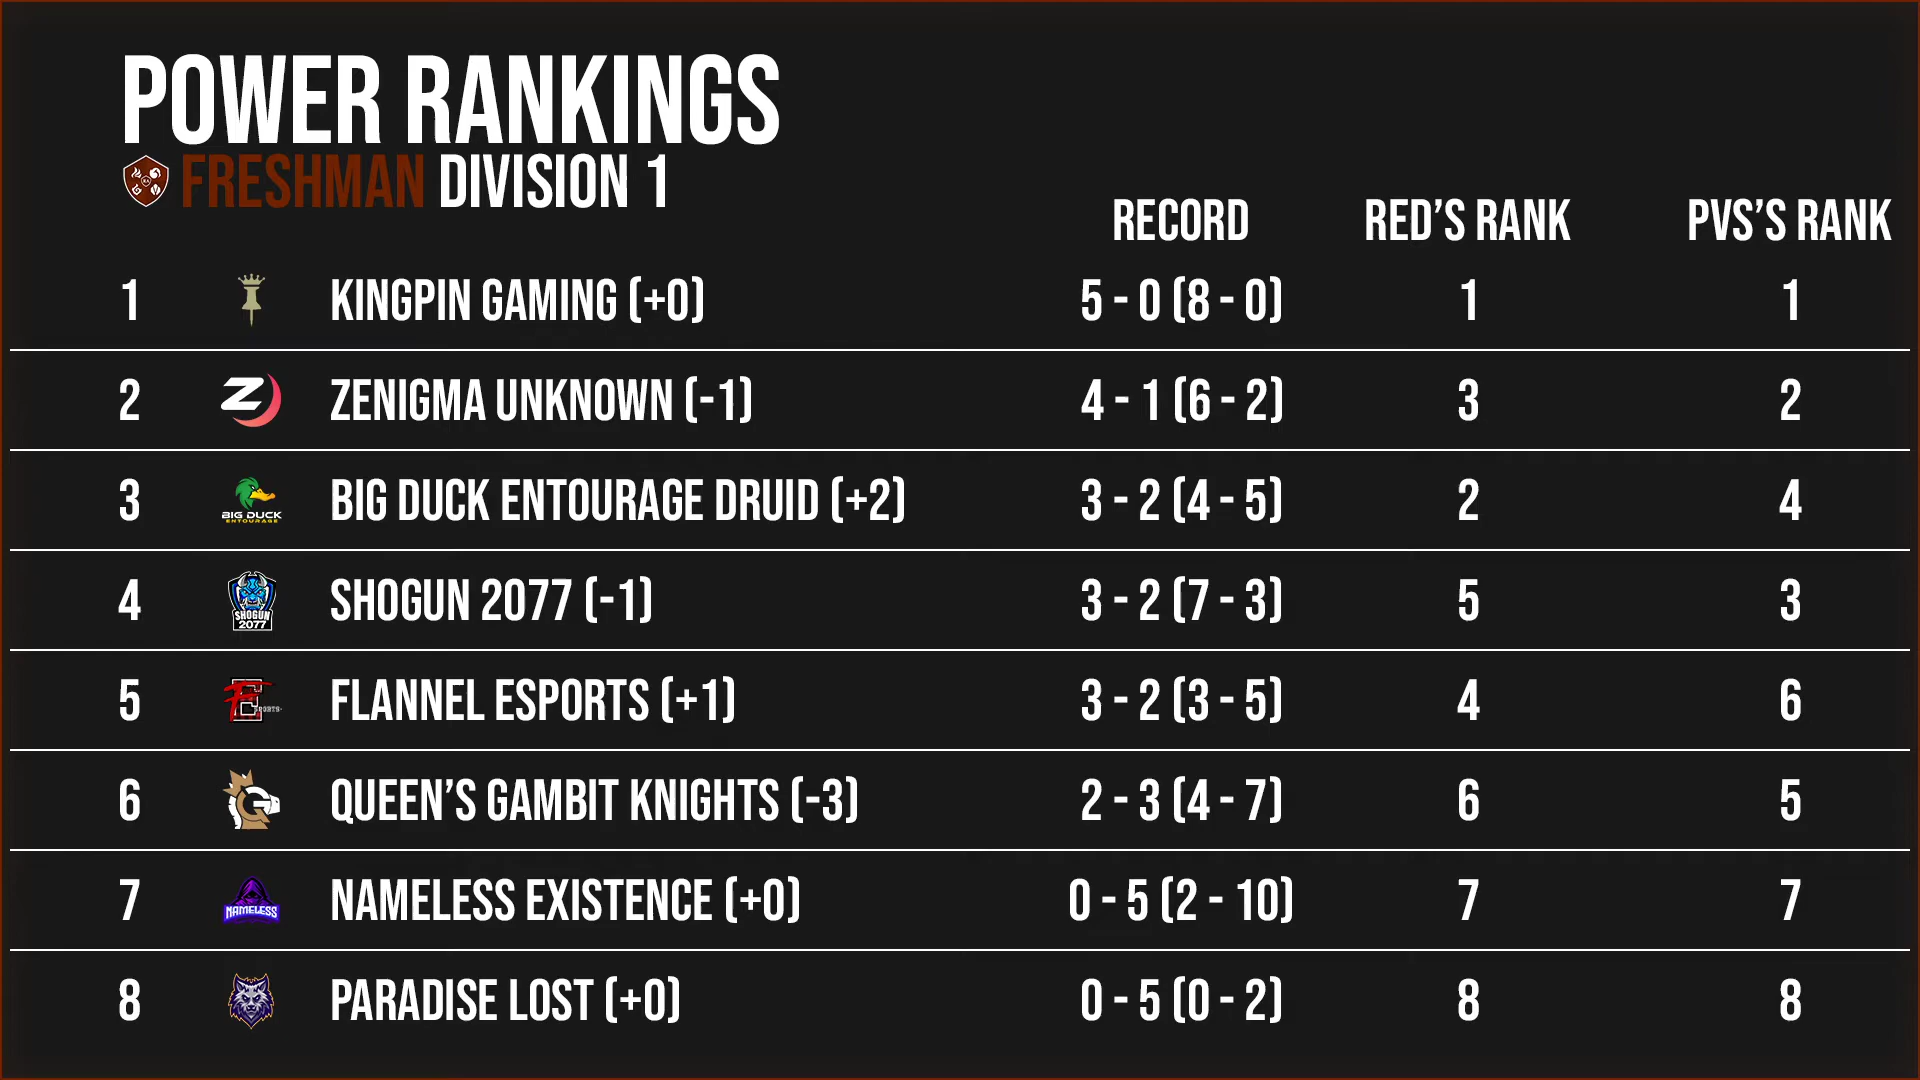 POWER RANKINGS
FRESHMAN DIVISION 1
RECORD RED'S RANK PVS'S RANK
1 KINGPIN GAMING (+0) 5 - 0 (8 - 0) 1 1
2 Z ZENIGMA UNKNOWN (-1) 4 - 1 (6 - 2) 3 2
3 BIG DUCK ENTOURAGE BIG DUCK ENTOURAGE DRUID (+2) 3 - 2 (4 - 5) 2 4
4 SHOGUN 2077 SHOGUN 2077 (-1) 3 - 2 (7 - 3) 5 3
5 FLANNEL ESPORTS (+1) 3 - 2 (3 - 5) 4 6
6 QUEEN'S GAMBIT KNIGHTS (-3) 2 - 3 (4 - 7) 6 5
7 NAMELESS NAMELESS EXISTENCE (+0) 0 - 5 (2 - 10) 7 7
8 PARADISE LOST (+0) 0 - 5 (0 - 2) 8 8